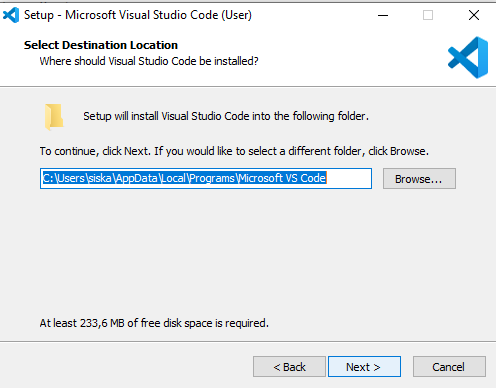 Setup - Microsoft Visual Studio Code (User)
Select Destination Location
Where should Visual Studio Code be installed?
Setup will install Visual Studio Code into the following folder.
To continue, click Next. If you would like to select a different folder, click Browse.
C:\Users\siska\AppData\Local\Programs\Microsoft VS Code
Browse...
At least 233,6 MB of free disk space is required.
< Back
Next >
Cancel